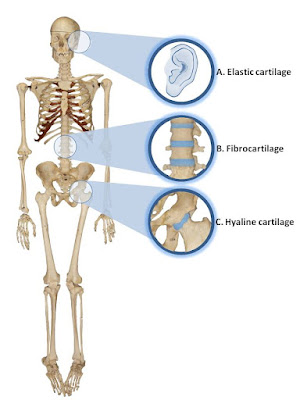 A. Elastic cartilage
B. Fibrocartilage
C. Hyaline cartilage